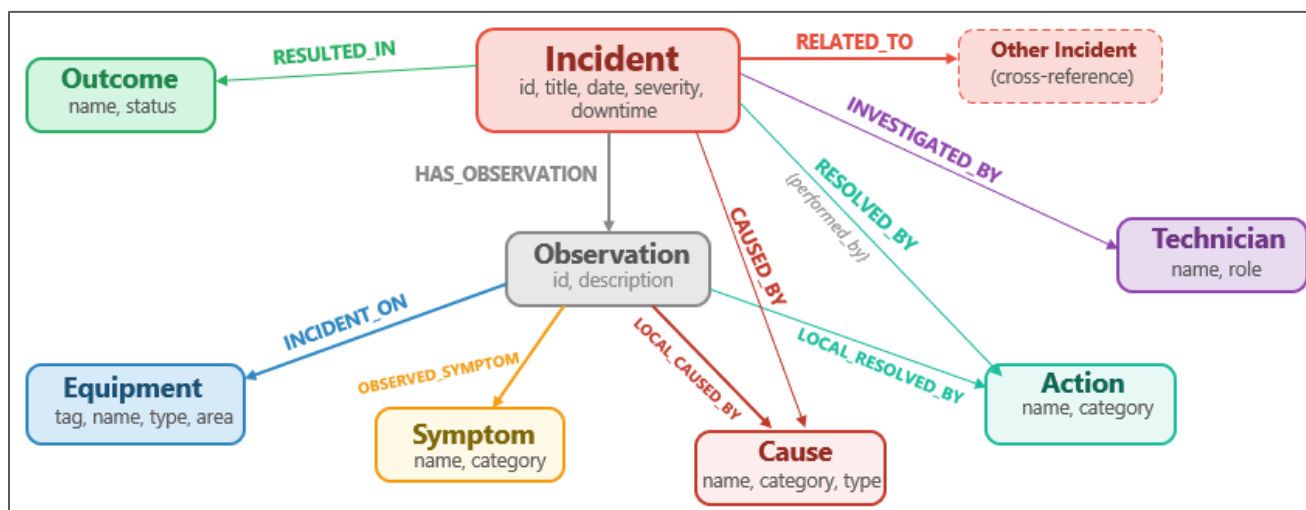 RESULTED_IN
Outcome
name, status
Incident
id, title, date, severity,
downtime
RELATED_TO
Other Incident
(cross-reference)
HAS_OBSERVATION
INVESTIGATED_BY
RESOLVED_BY
{performed_by}
CAUSED_BY
Technician
name, role
Observation
id, description
INCIDENT_ON
OBSERVED_SYMPTOM
LOCAL_CAUSED_BY
LOCAL_RESOLVED_BY
Equipment
tag, name, type, area
Symptom
name, category
Cause
name, category, type
Action
name, category